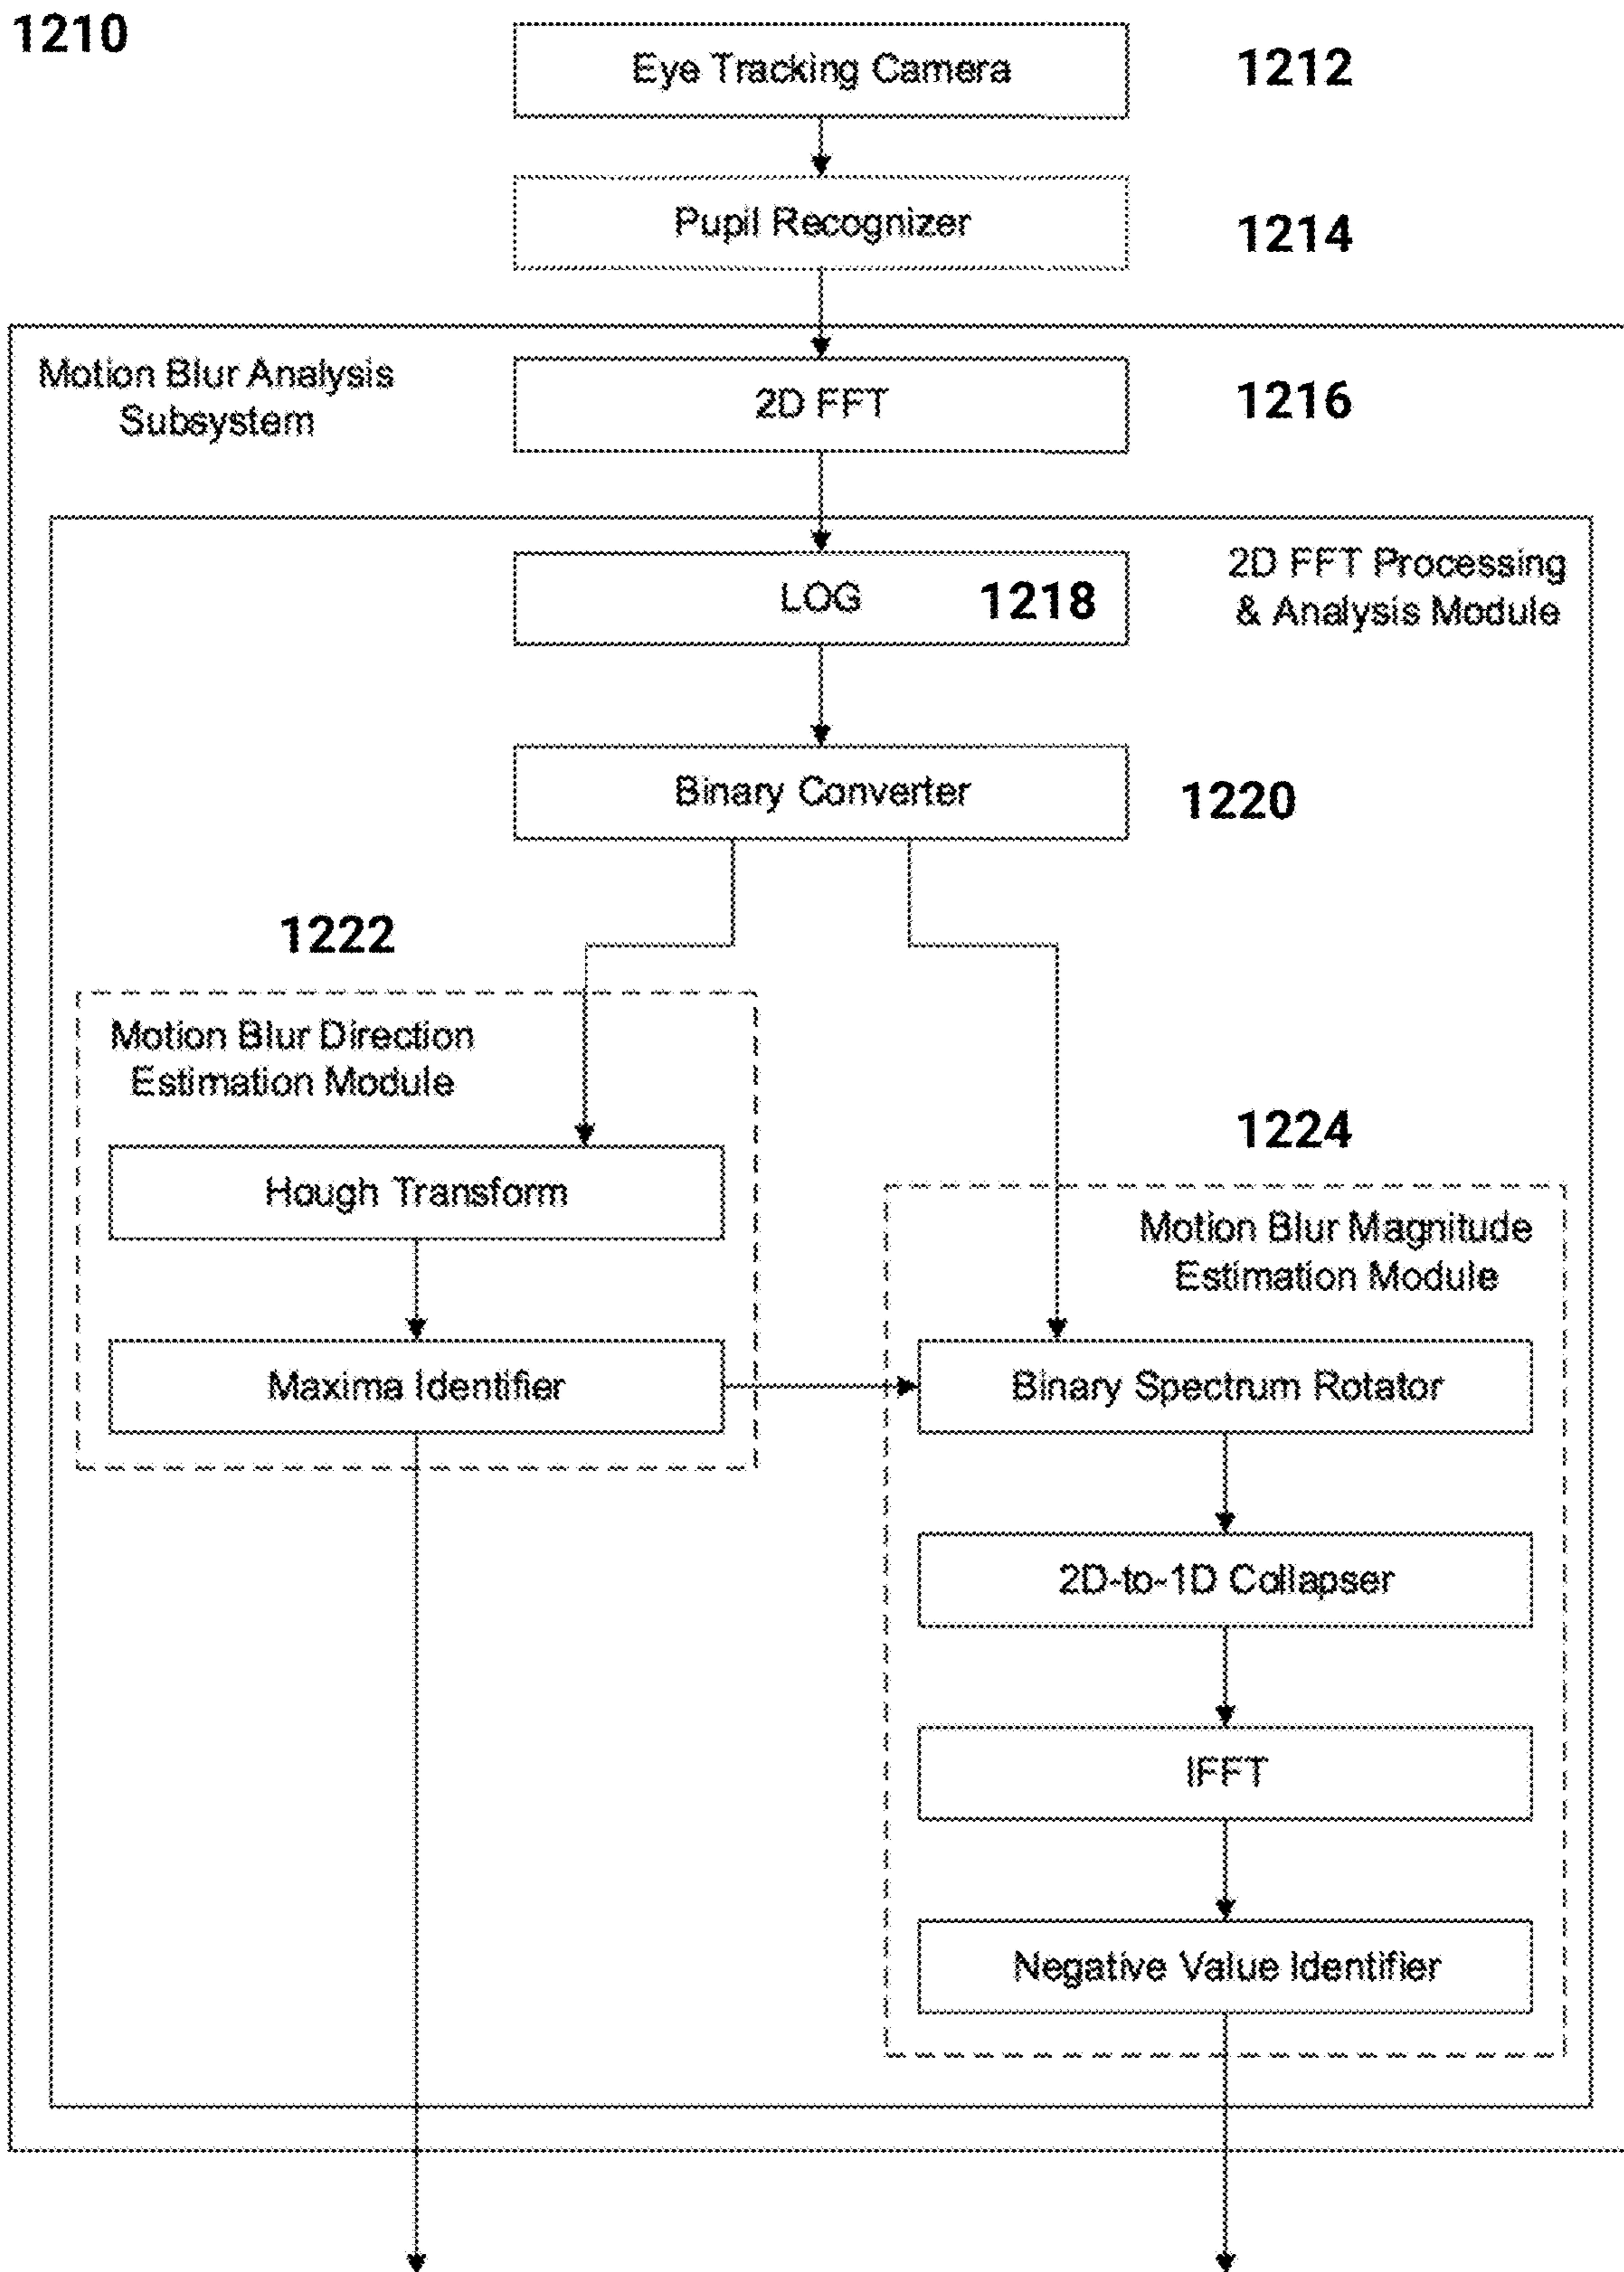 1210
Eye Tracking Camera
1212
Pupil Recognizer
1214
Motion Blur Analysis
Subsystem
2D FFT
1216
LOG
1218
2D FFT Processing
& Analysis Module
Binary Converter
1220
1222
Motion Blur Direction
Estimation Module
Hough Transform
Maxima Identifier
1224
Motion Blur Magnitude
Estimation Module
Binary Spectrum Rotator
2D-to-1D Collapser
IFFT
Negative Value Identifier